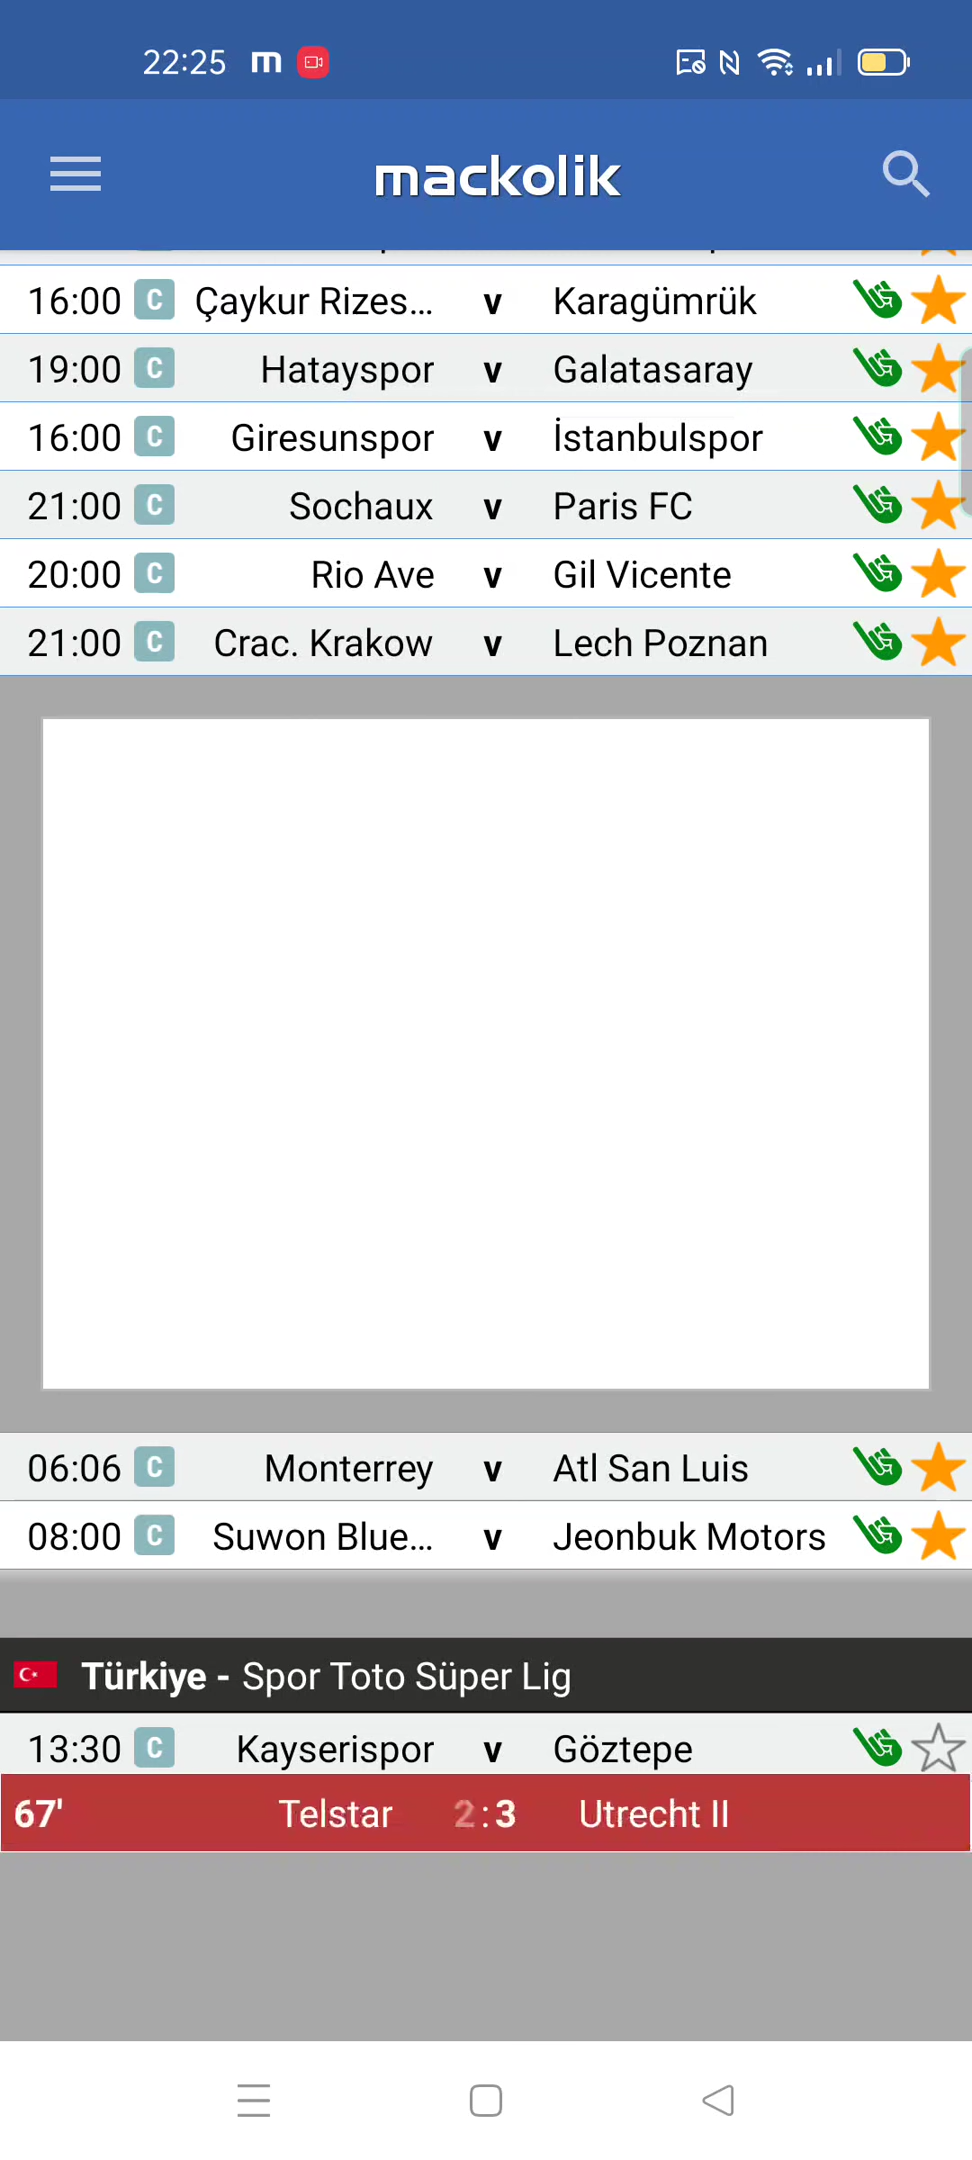 22:25 m
mackolik
16:00 C Çaykur Rizes... v Karagümrük
19:00 C Hatayspor v Galatasaray
16:00 C Giresunspor v İstanbulspor
21:00 C Sochaux v Paris FC
20:00 C Rio Ave v Gil Vicente
21:00 C Crac. Krakow v Lech Poznan
06:06 C Monterrey v Atl San Luis
08:00 C Suwon Blue... v Jeonbuk Motors
Türkiye - Spor Toto Süper Lig
13:30 C Kayserispor v Göztepe
67' Telstar 2:3 Utrecht II